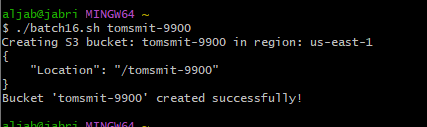 aljab@jabri MINGW64 ~
$ ./batch16.sh tomsmit-9900
Creating S3 bucket: tomsmit-9900 in region: us-east-1
{
    "Location": "/tomsmit-9900"
}
Bucket 'tomsmit-9900' created successfully!

aljab@jabri MINGW64 ~